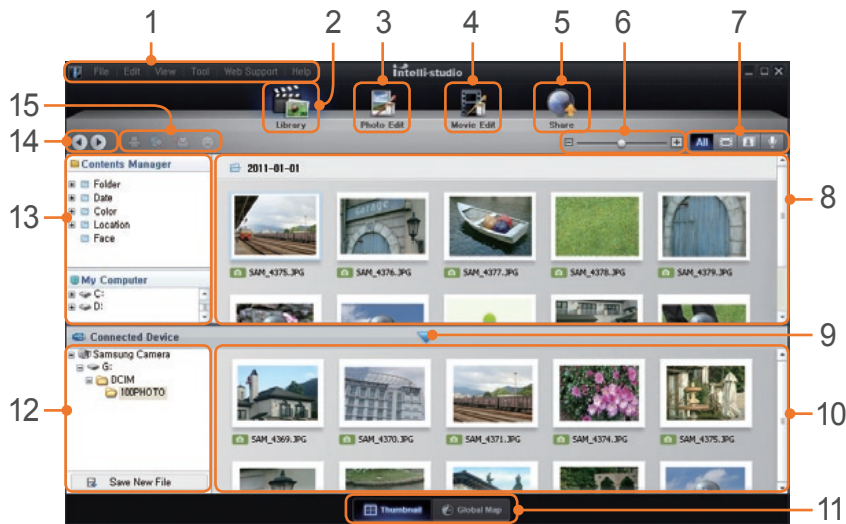 1 2 3 4 5 6 7
File Edit View Tool Web Support Help
intelli-studio
15
Library Photo Edit Movie Edit Share
14
All
Contents Manager
2011-01-01
Folder
Date
Color
Location
Face
13
8
SAM_4375.JPG SAM_4376.JPG SAM_4377.JPG SAM_4378.JPG SAM_4379.JPG
My Computer
C:
D:
Connected Device
9
Samsung Camera
G:
DCIM
100PHOTO
12
10
SAM_4369.JPG SAM_4370.JPG SAM_4371.JPG SAM_4374.JPG SAM_4375.JPG
Save New File
Thumbnail Global Map
11